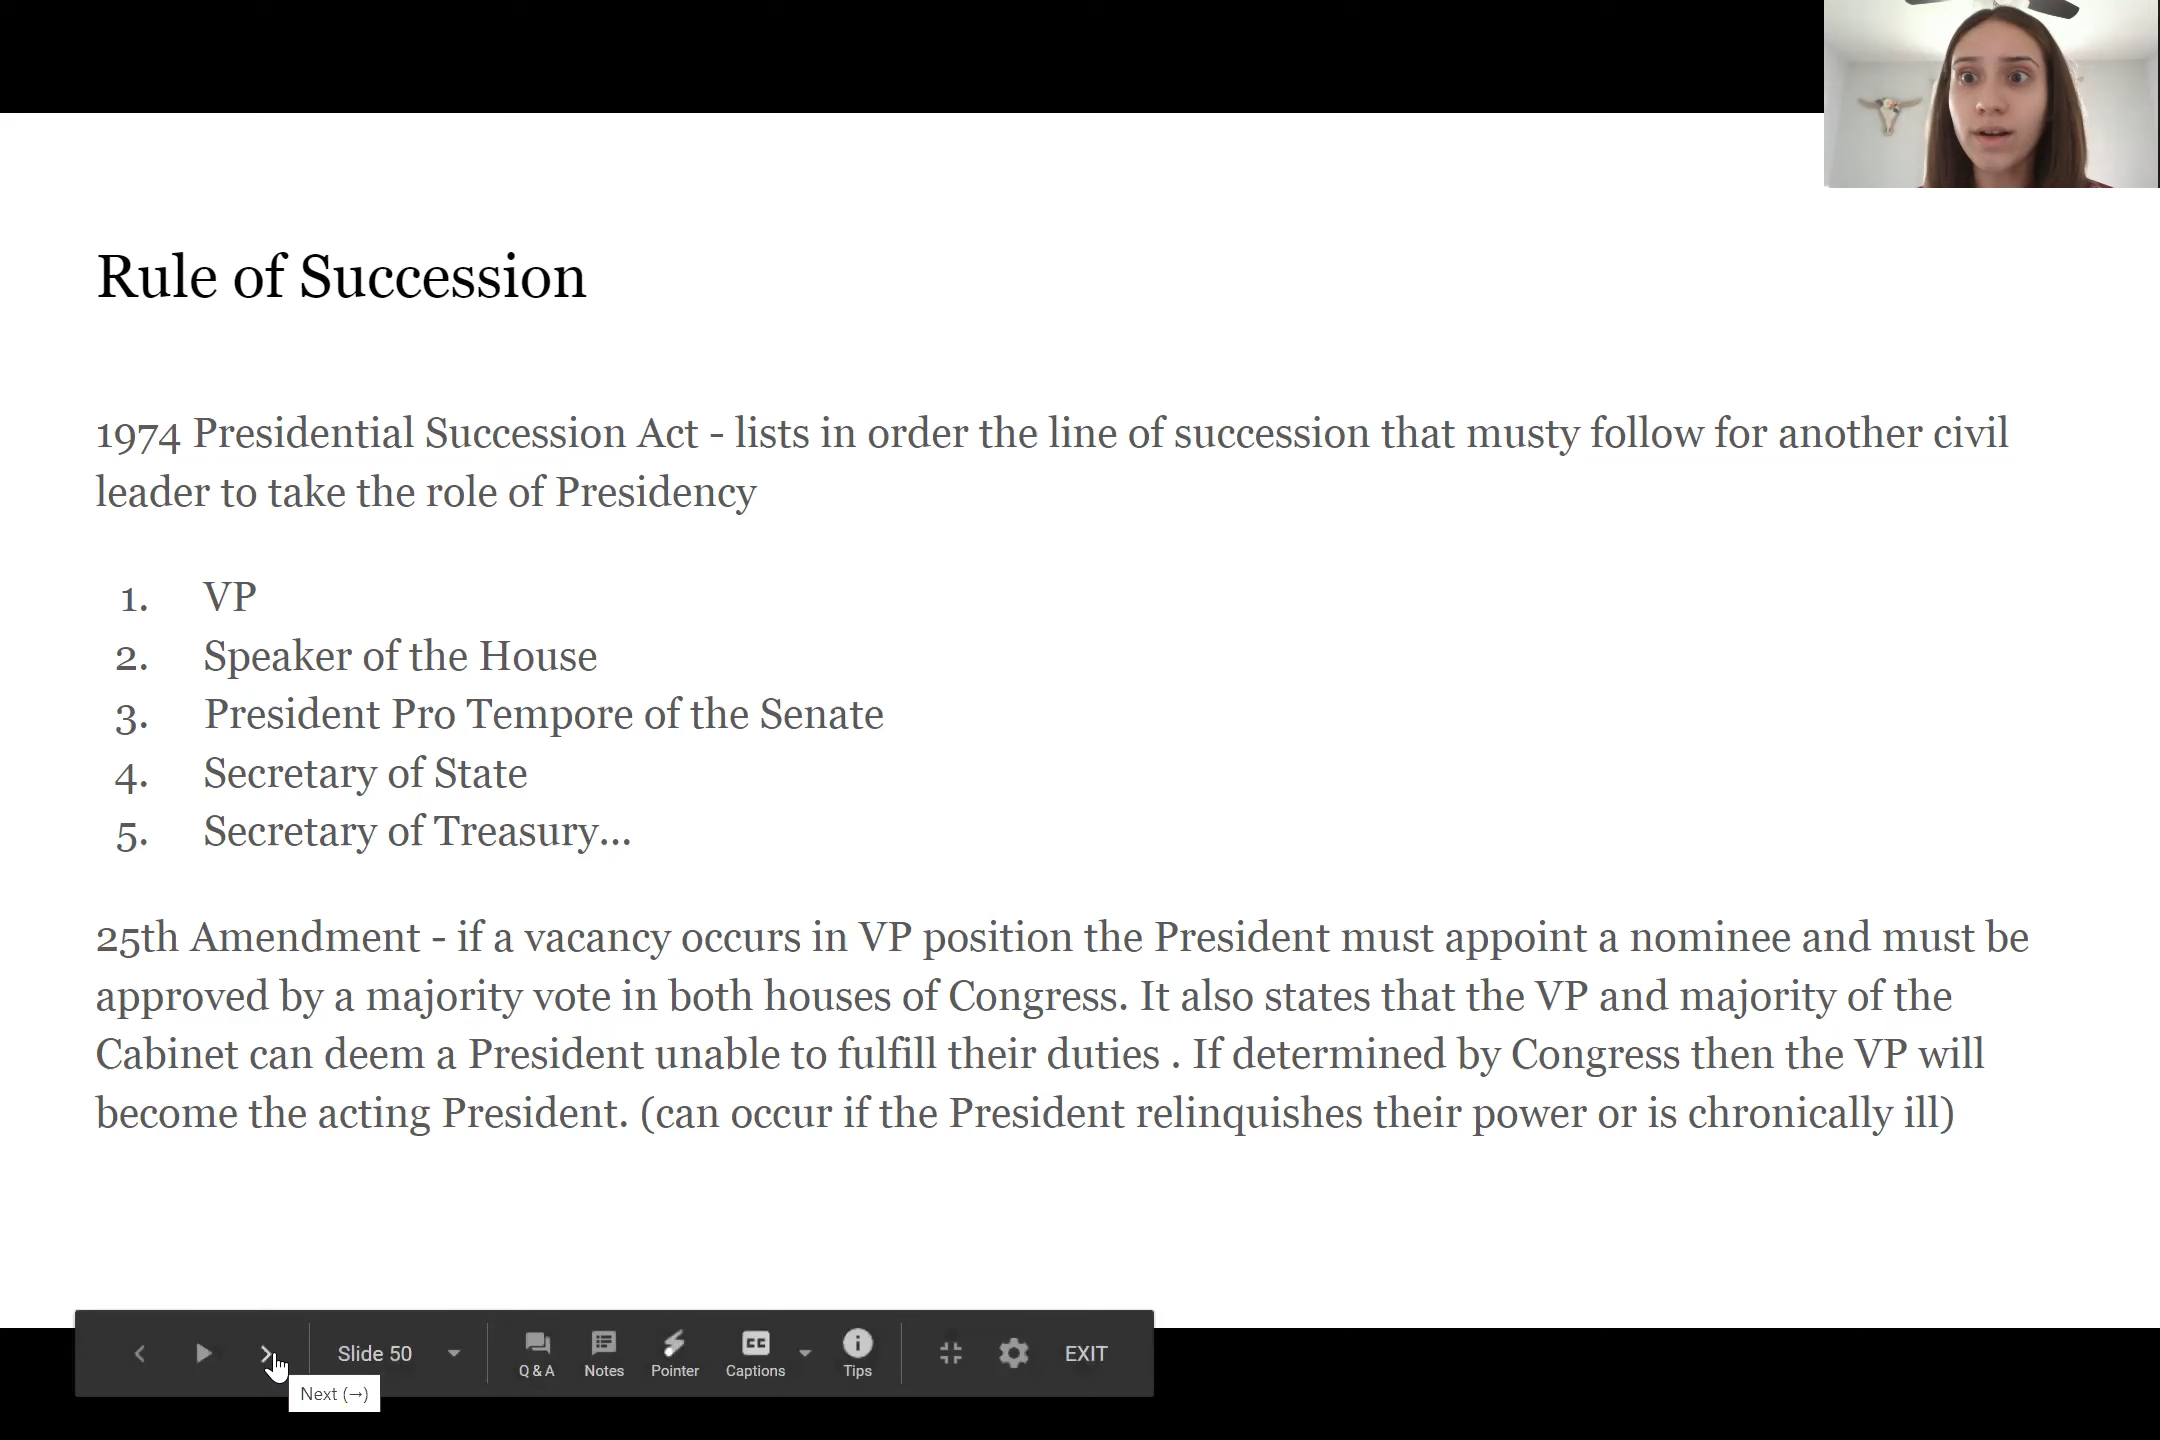 Rule of Succession
1974 Presidential Succession Act - lists in order the line of succession that musty follow for another civil
leader to take the role of Presidency
1. VP
2. Speaker of the House
3. President Pro Tempore of the Senate
4. Secretary of State
5. Secretary of Treasury...
25th Amendment - if a vacancy occurs in VP position the President must appoint a nominee and must be
approved by a majority vote in both houses of Congress. It also states that the VP and majority of the
Cabinet can deem a President unable to fulfill their duties . If determined by Congress then the VP will
become the acting President. (can occur if the President relinquishes their power or is chronically ill)
Slide 50
Q & A
Notes
Pointer
CC
Captions
Tips
EXIT
Next (→)